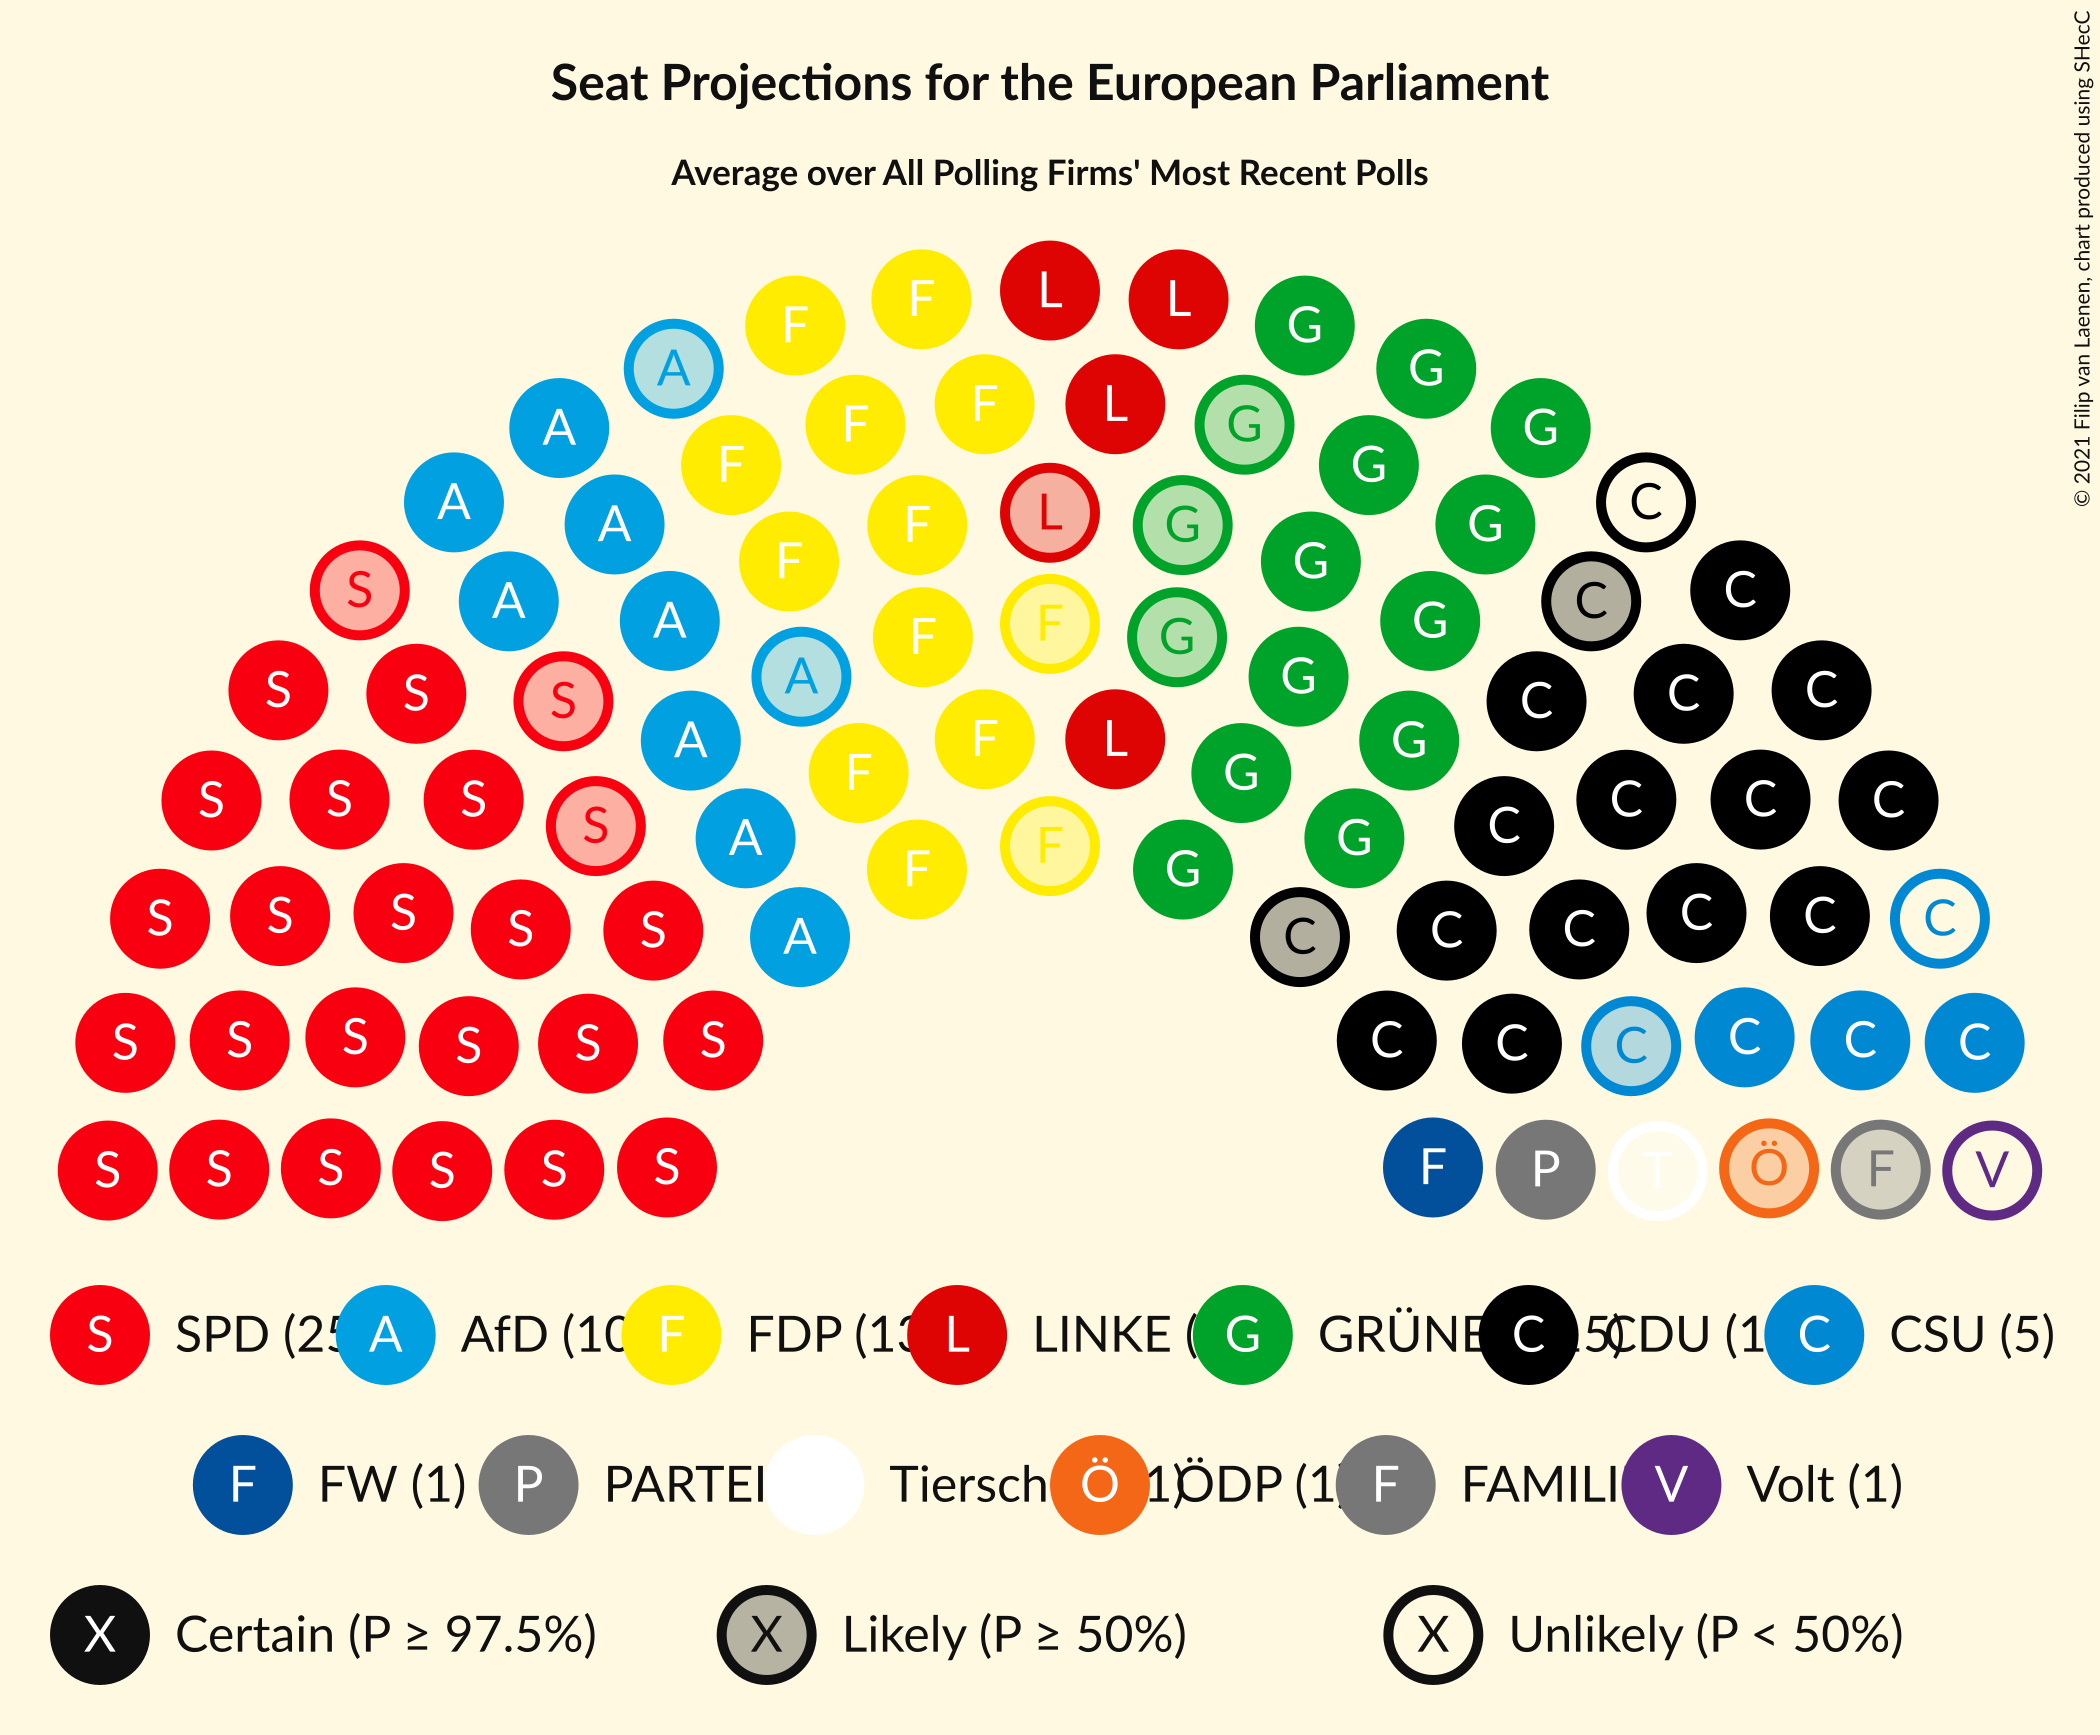 Seat Projections for the European Parliament
Average over All Polling Firms' Most Recent Polls
© 2021 Filip van Laenen, chart produced using SHecC
L
F L
F G
A F F L G G
A F G G
A F L G C
A F G G
S A F F G C C
A F G G
S S S A A G G C C C
A F L G
S S S S A F F G G C C C C
S S S S S A F G C C C C C C C
S S S S S S C C C C C C
S S S S S S F P T Ö F V
S SPD (25 A AfD (10 F FDP (13 L LINKE ( G GRÜNE C 5) CDU (1 C CSU (5)
F FW (1) P PARTEI Tiersch Ö 1) ÖDP (1 F FAMILI V Volt (1)
X Certain (P ≥ 97.5%) X Likely (P ≥ 50%) X Unlikely (P < 50%)